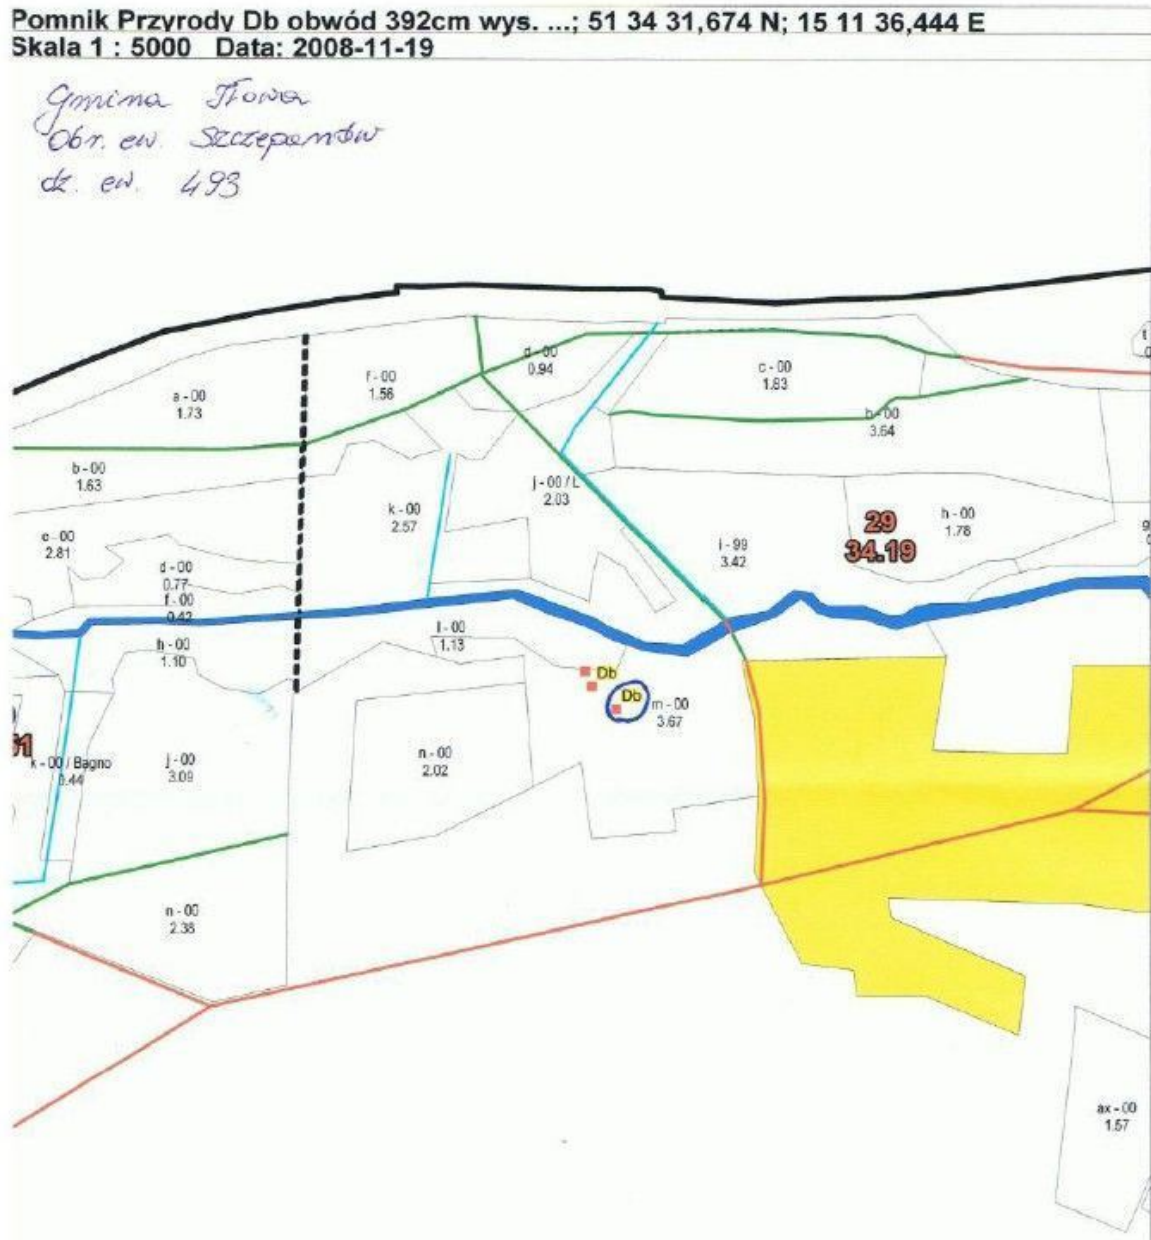 Pomnik Przyrody Db obwód 392cm wys. ...; 51 34 31,674 N; 15 11 36,444 E
Skala 1 : 5000 Data: 2008-11-19
Gmina Iłowa
Obr. ew. Szczepanów
dz. ew. 493
d - 00
0.94
f - 00
1.56
c - 00
1.83
a - 00
1.73
b - 00
3.64
b - 00
1.63
j - 00 / L
2.03
k - 00
2.57
h - 00
1.78
29
34.19
i - 99
3.42
2.81
d - 00
0.77
f - 00
0.42
l - 00
1.13
h - 00
1.10
Db
Db
m - 00
3.67
k - 00 / Bagno
j - 00
3.09
n - 00
2.02
n - 00
2.38
ax - 00
1.57